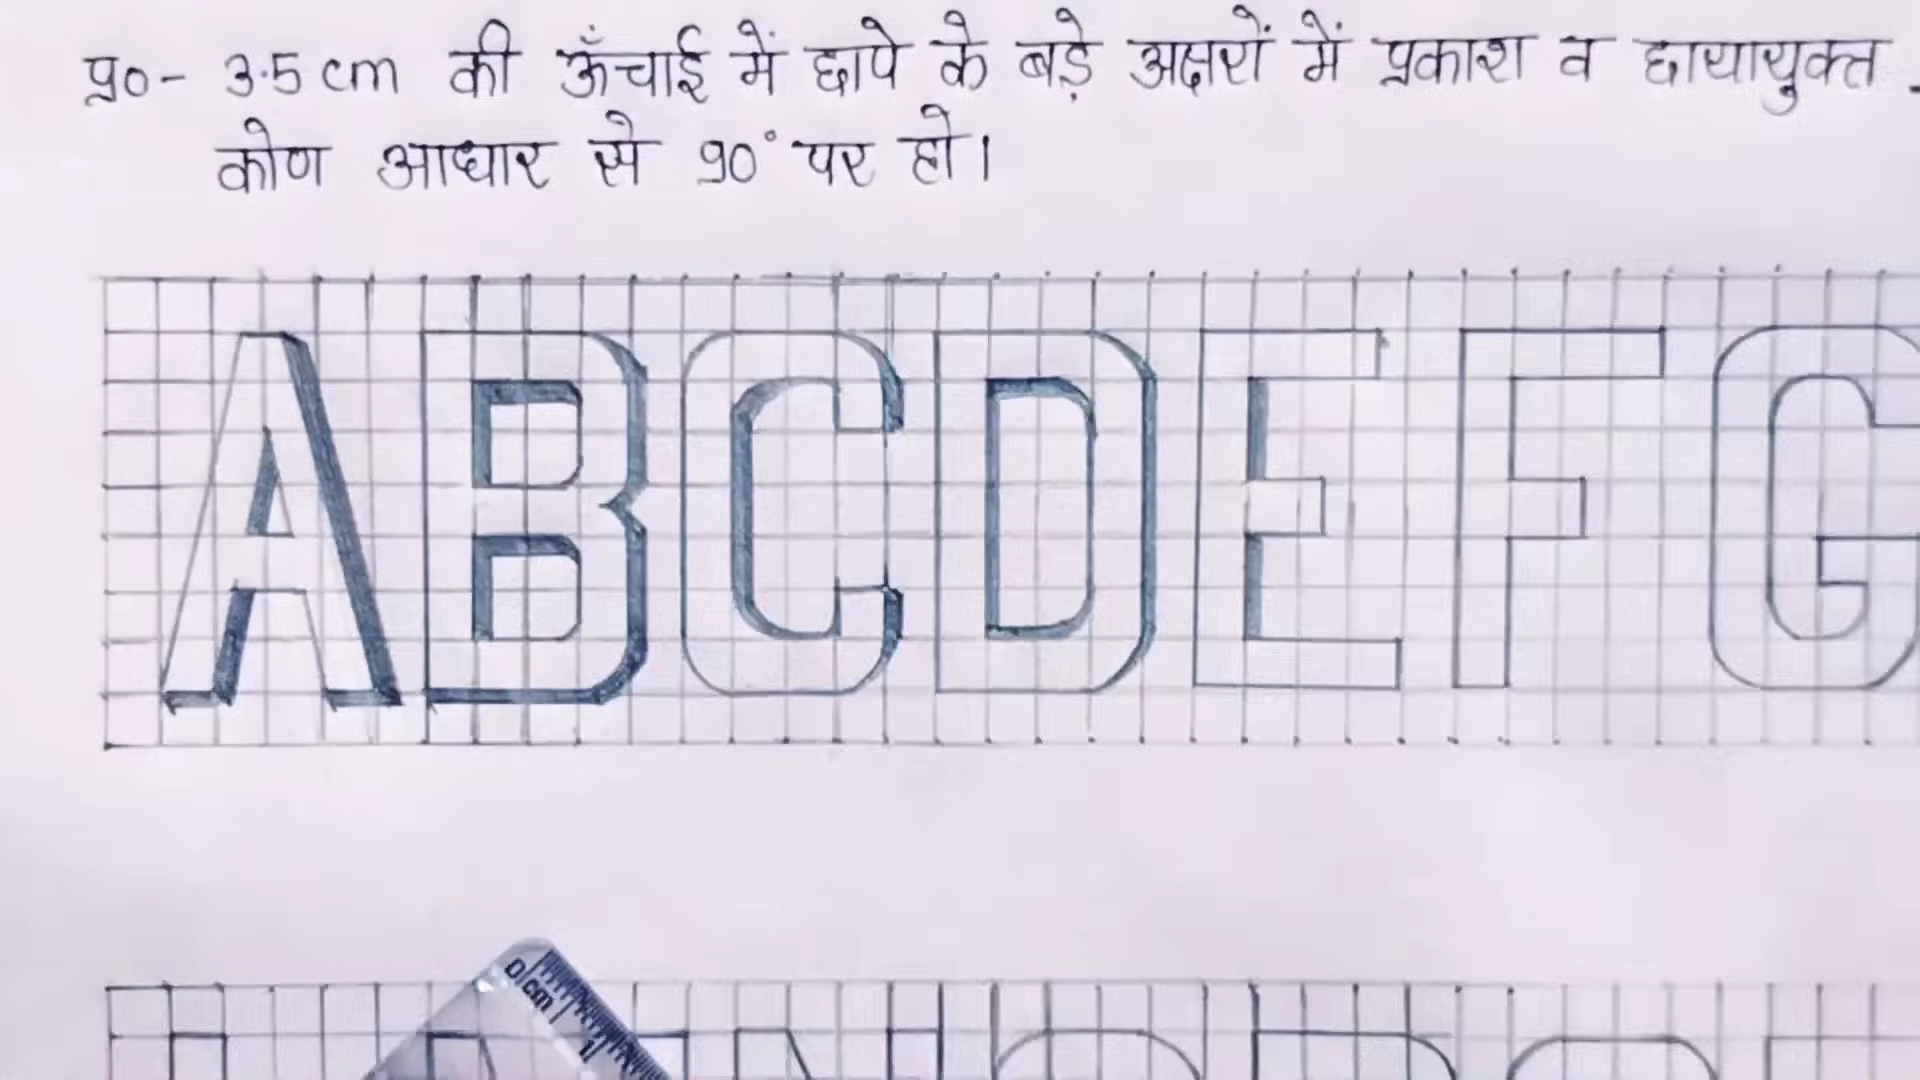 प्र०- 3.5 cm की ऊँचाई में छापे के बड़े अक्षरों में प्रकाश व छायायुक्त
कोण आधार से 90° पर हो।
ABCDEFG
0 cm 1